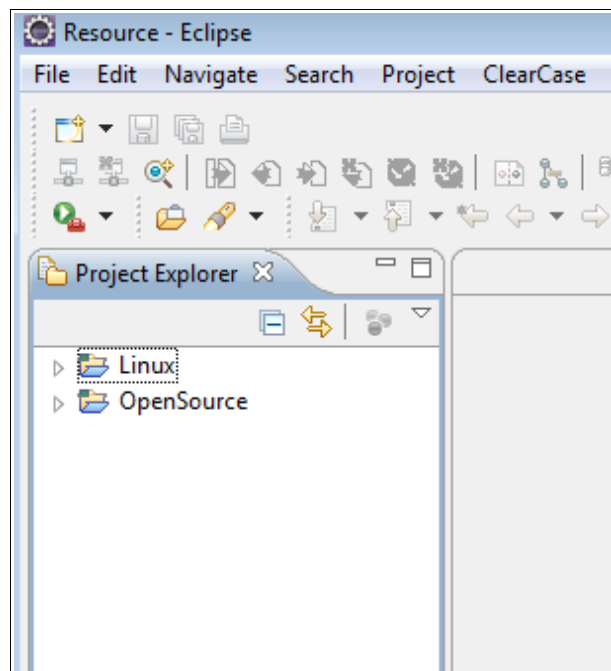 Resource - Eclipse
File Edit Navigate Search Project ClearCase
Project Explorer
Linux
OpenSource